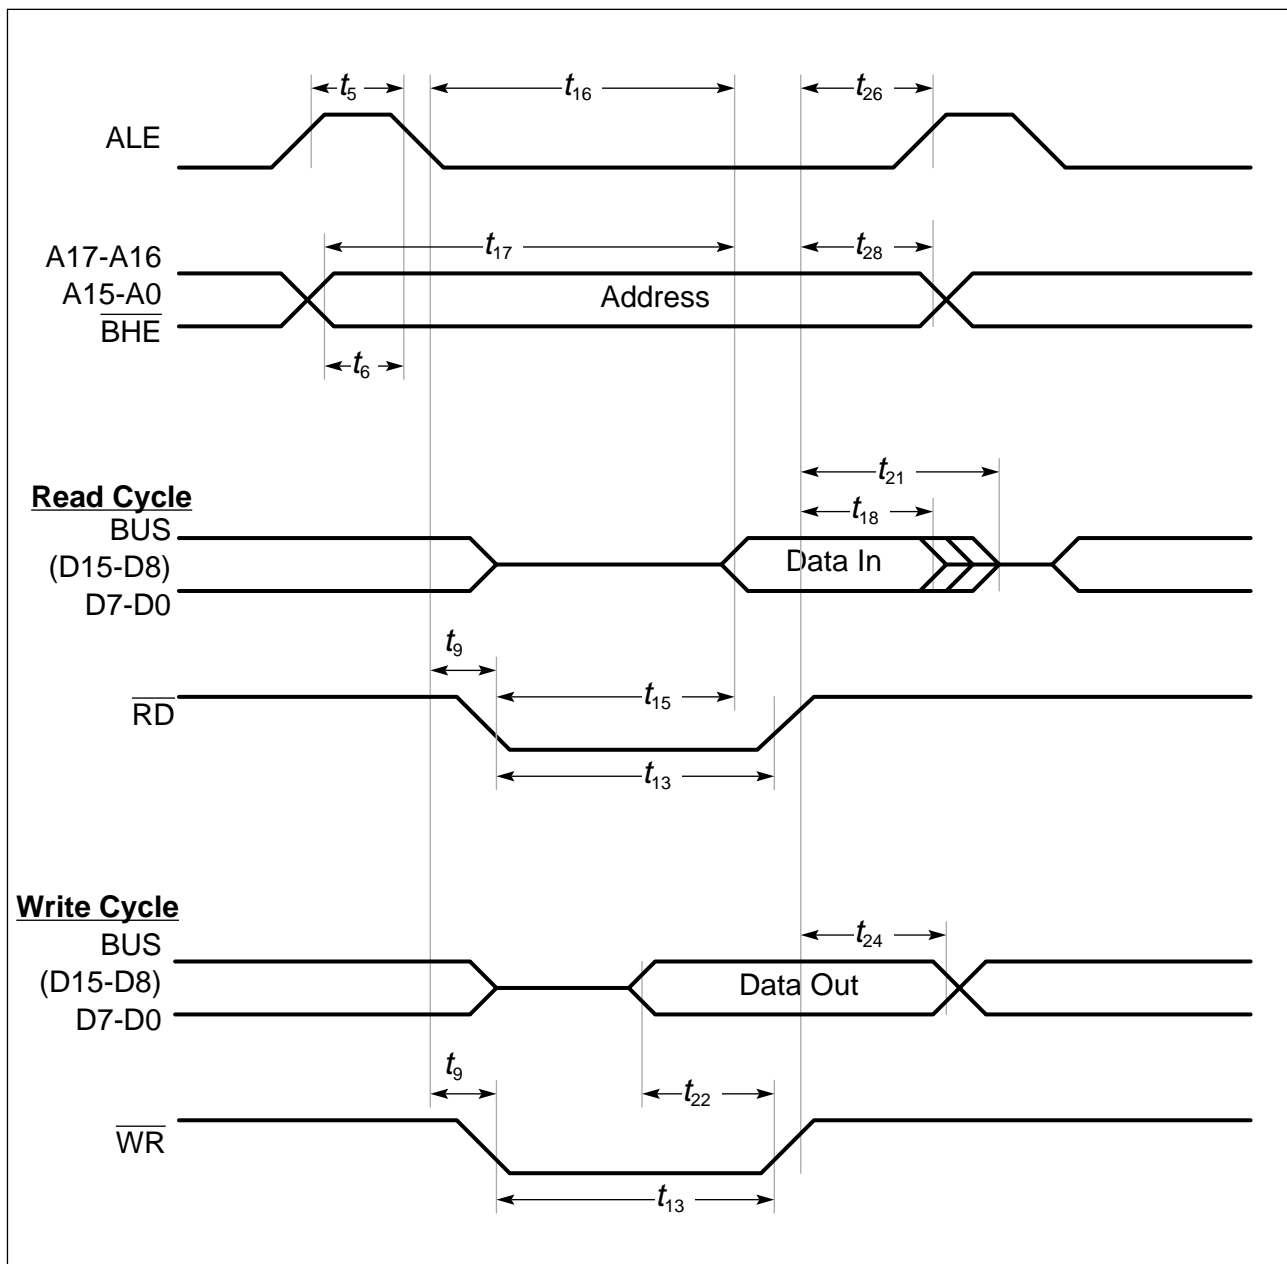 t5
t16
t26
ALE
t17
t28
A17-A16
A15-A0
BHE
Address
t6
t21
Read Cycle
t18
BUS
(D15-D8)
Data In
D7-D0
t9
t15
RD
t13
Write Cycle
t24
BUS
(D15-D8)
Data Out
D7-D0
t9
t22
WR
t13